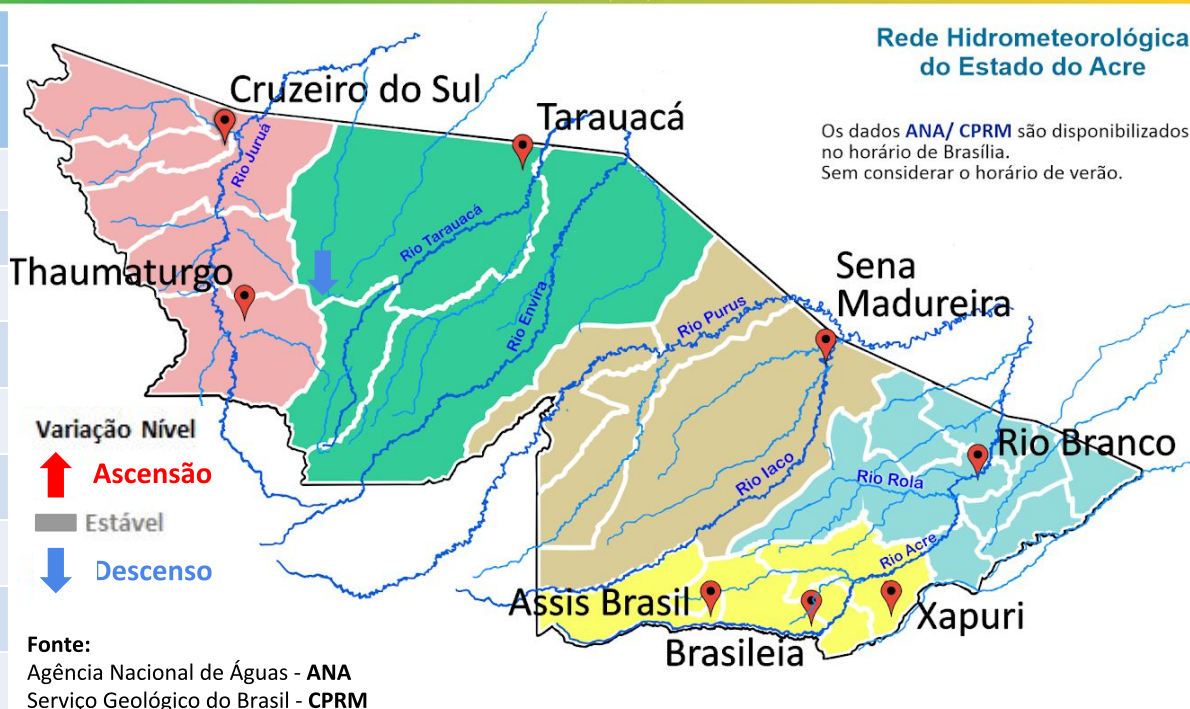 Rede Hidrometeorológica
do Estado do Acre
Os dados ANA/ CPRM são disponibilizados
no horário de Brasília.
Sem considerar o horário de verão.
Cruzeiro do Sul
Tarauacá
Rio Juruá
Rio Tarauacá
Thaumaturgo
Rio Envira
Sena
Madureira
Rio Purus
Variação Nível
Ascensão
Estável
Descenso
Rio Branco
Rio Iaco
Rio Rola
Rio Acre
Assis Brasil
Brasileia
Xapuri
Fonte:
Agência Nacional de Águas - ANA
Serviço Geológico do Brasil - CPRM